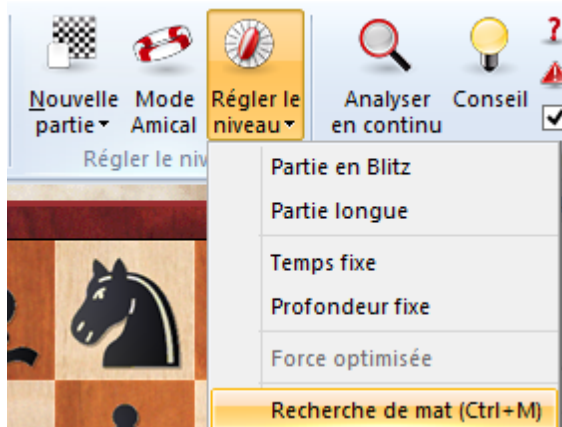 Nouvelle partie
Mode Amical
Régler le niveau
Analyser en continu
Conseil
?
Régler le niv
Partie en Blitz
Partie longue
Temps fixe
Profondeur fixe
Force optimisée
Recherche de mat (Ctrl+M)